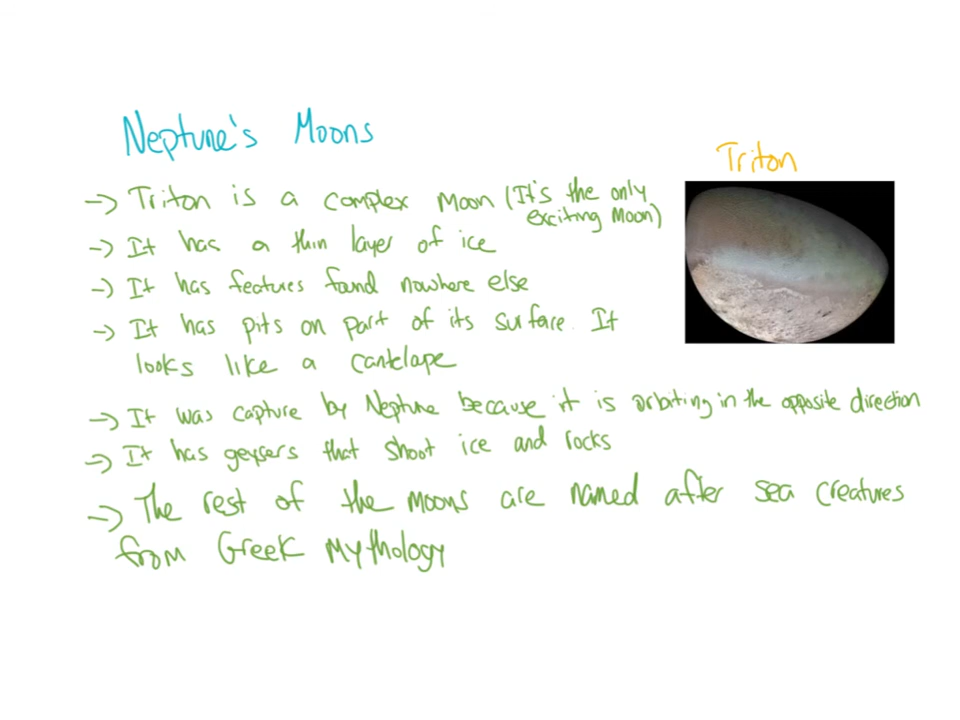 Neptune's Moons
Triton
→ Triton is a complex Moon (It's the only
exciting Moon)
→ It has a thin layer of ice
→ It has features found nowhere else
→ It has pits on part of its surface. It
looks like a cantelape
→ It was capture by Neptune because it is orbiting in the opposite direction
→ It has geysers that shoot ice and rocks
→ The rest of the moons are named after sea creatures
from Greek Mythology